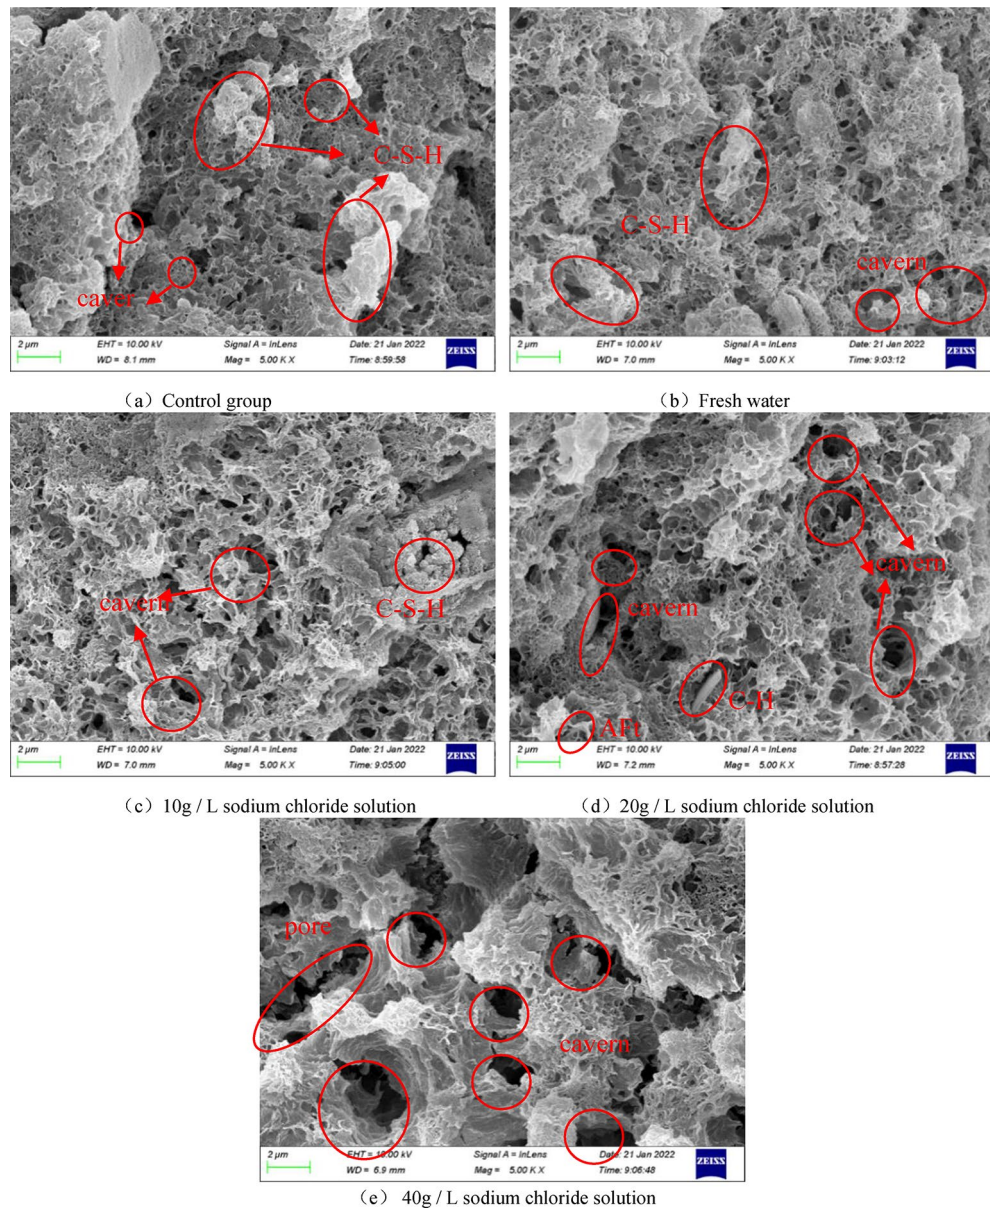 C-S-H
caver
2 µm
EHT = 10.00 kV
WD = 8.1 mm
Signal A = InLens
Mag = 5.00 K X
Date: 21 Jan 2022
Time: 8:59:58
ZEISS
(a) Control group
C-S-H
cavern
2 µm
EHT = 10.00 kV
WD = 7.0 mm
Signal A = InLens
Mag = 5.00 K X
Date: 21 Jan 2022
Time: 9:03:12
ZEISS
(b) Fresh water
cavern
C-S-H
2 µm
EHT = 10.00 kV
WD = 7.0 mm
Signal A = InLens
Mag = 5.00 K X
Date: 21 Jan 2022
Time: 9:05:00
ZEISS
(c) 10g / L sodium chloride solution
cavern
cavern
C-H
AFt
2 µm
EHT = 10.00 kV
WD = 7.2 mm
Signal A = InLens
Mag = 5.00 K X
Date: 21 Jan 2022
Time: 8:57:28
ZEISS
(d) 20g / L sodium chloride solution
pore
cavern
2 µm
EHT = 10.00 kV
WD = 6.9 mm
Signal A = InLens
Mag = 5.00 K X
Date: 21 Jan 2022
Time: 9:06:48
ZEISS
(e) 40g / L sodium chloride solution